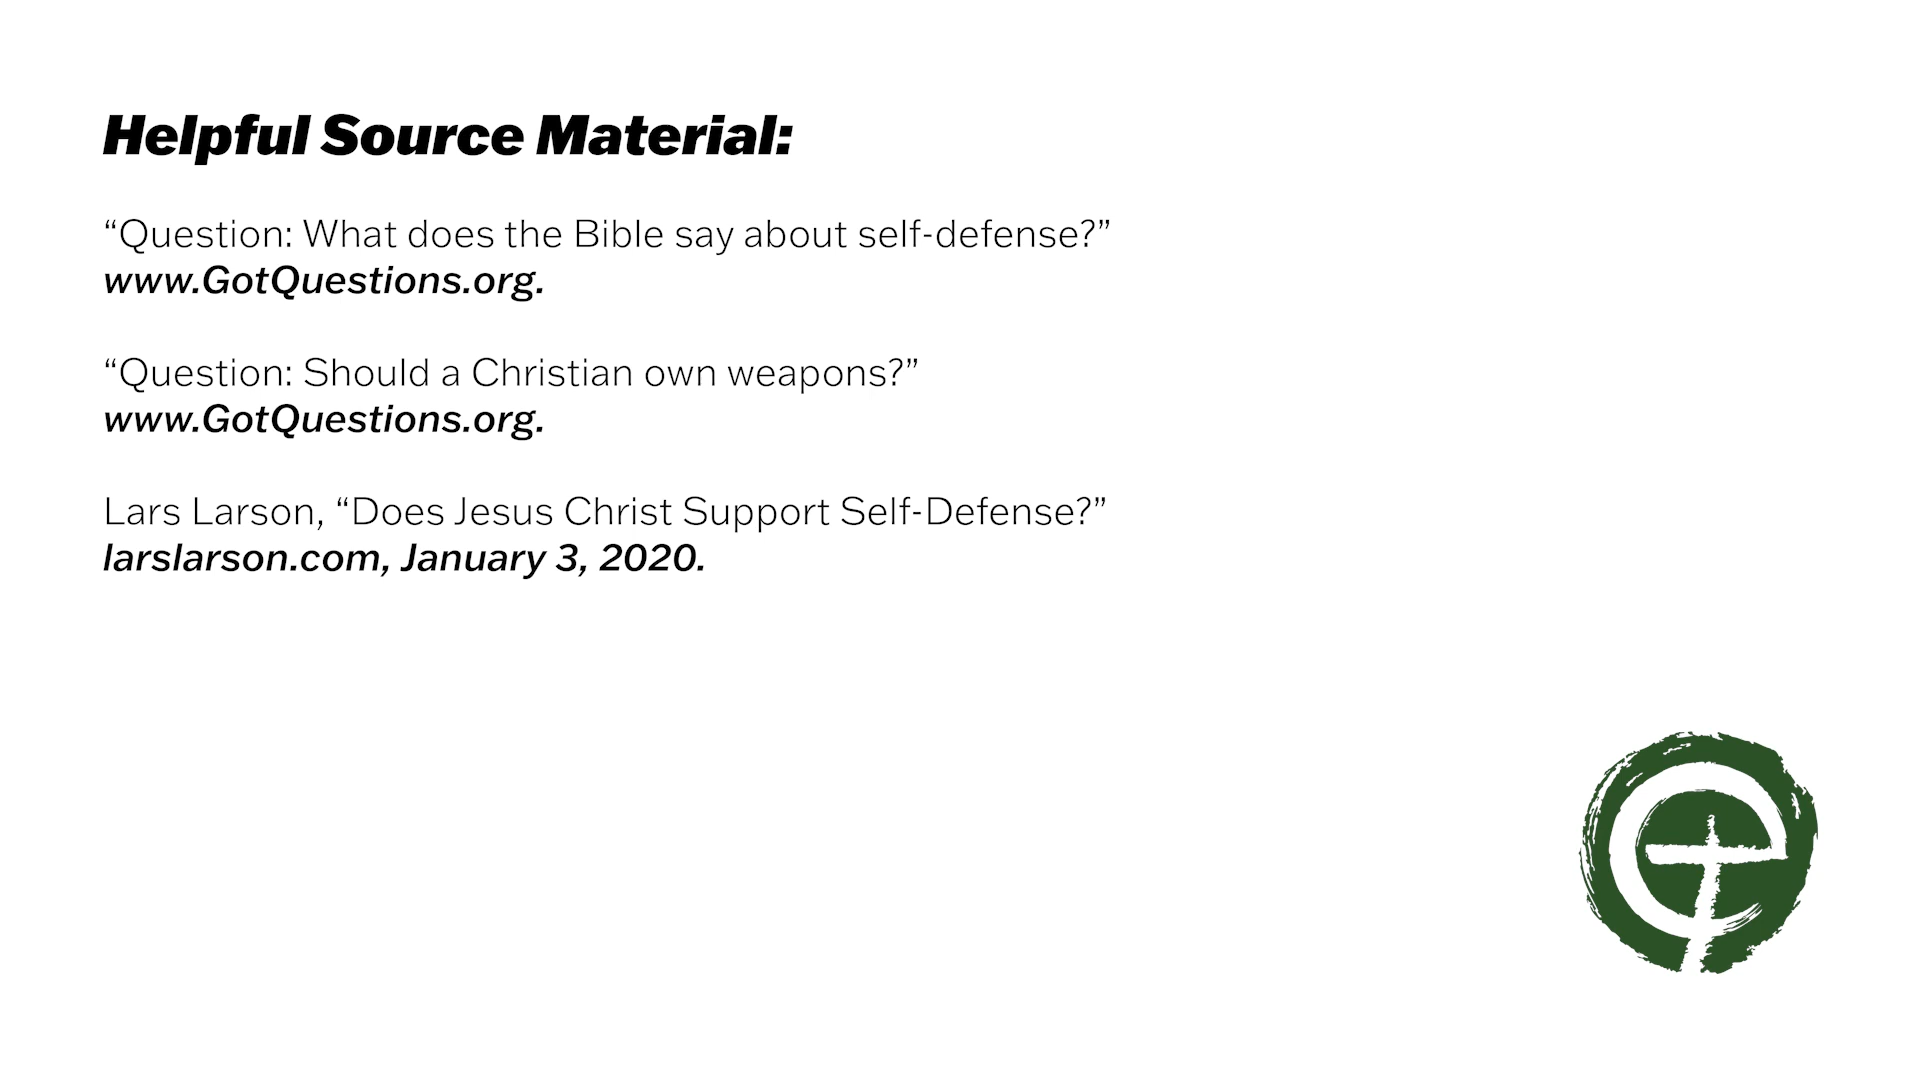 Helpful Source Material:
“Question: What does the Bible say about self-defense?”
www.GotQuestions.org.
“Question: Should a Christian own weapons?”
www.GotQuestions.org.
Lars Larson, “Does Jesus Christ Support Self-Defense?”
larslarson.com, January 3, 2020.